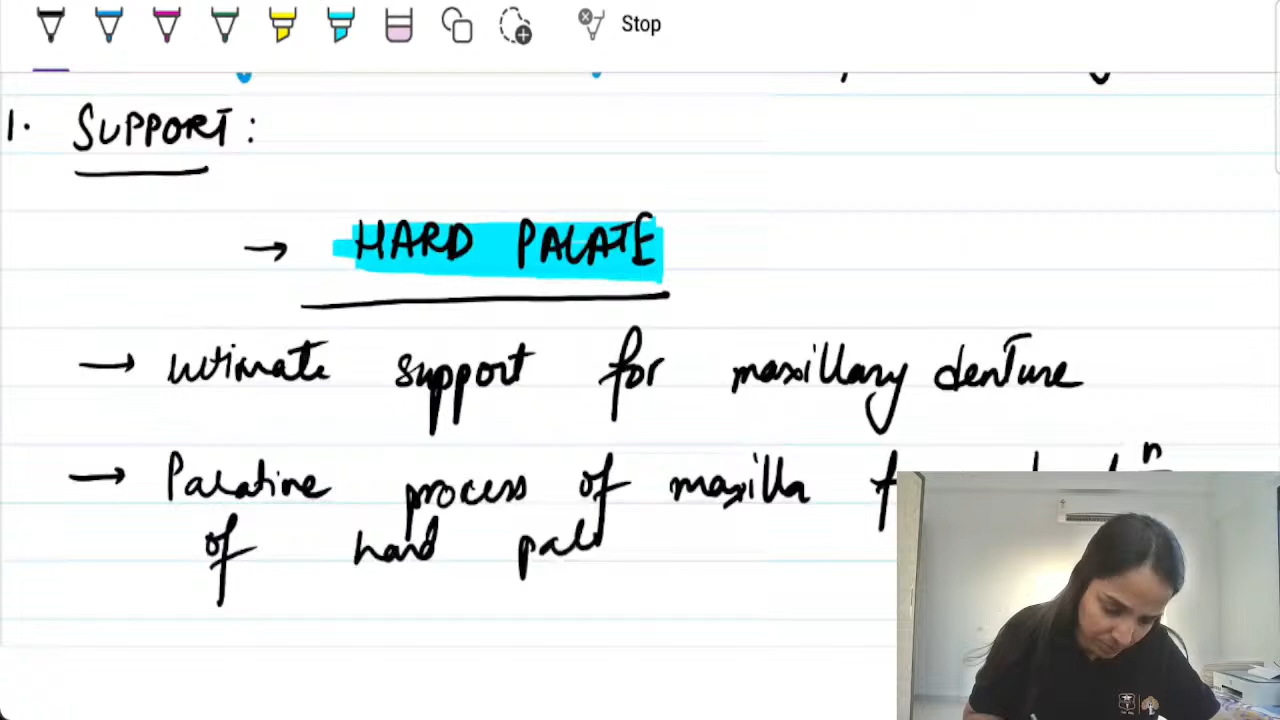 Stop
1. SUPPORT:
→ HARD PALATE
→ Ultimate support for maxillary denture
→ Palatine process of maxilla
of hard pal